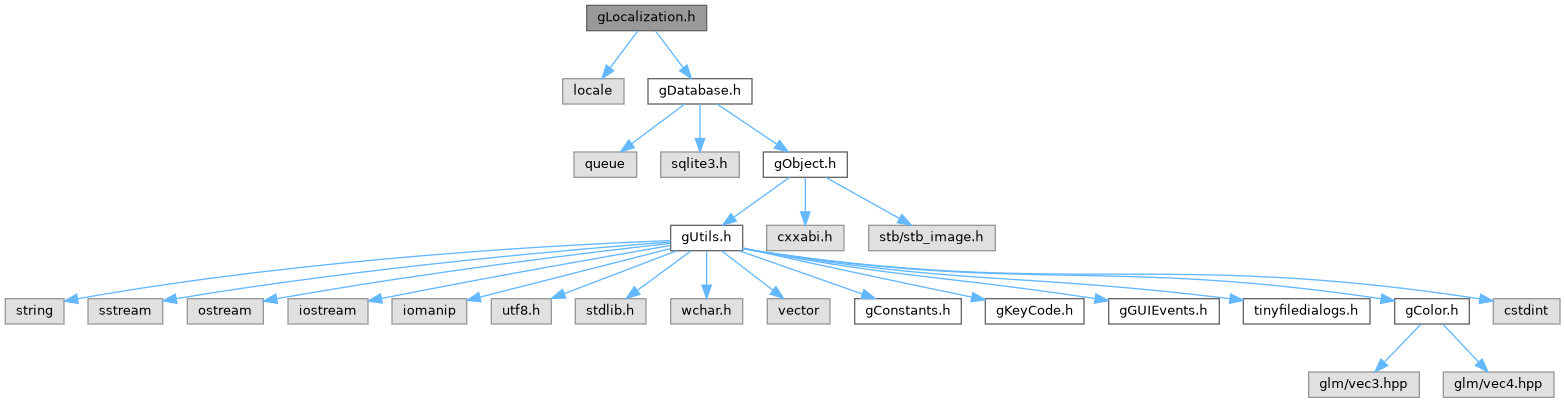 gLocalization.h
locale
gDatabase.h
queue
sqlite3.h
gObject.h
gUtils.h
cxxabi.h
stb/stb_image.h
string
sstream
ostream
iostream
iomanip
utf8.h
stdlib.h
wchar.h
vector
gConstants.h
gKeyCode.h
gGUIEvents.h
tinyfiledialogs.h
gColor.h
cstdint
glm/vec3.hpp
glm/vec4.hpp